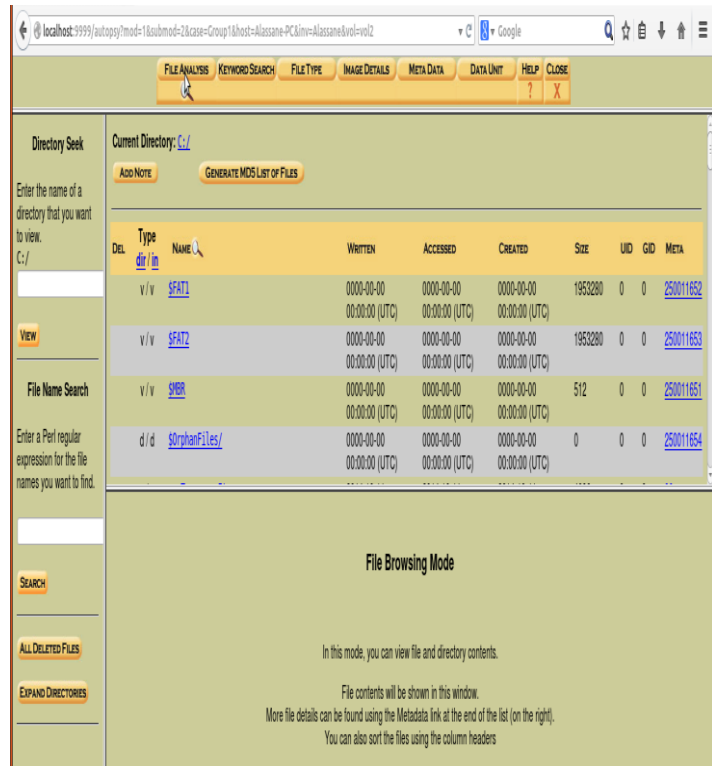 localhost:9999/autopsy?mod=1&submod=2&case=Group1&host=Alassane-PC&inv=Alassane&vol=vol2
Google
FILE ANALYSIS KEYWORD SEARCH FILE TYPE IMAGE DETAILS META DATA DATA UNIT HELP CLOSE
? X
Directory Seek
Enter the name of a
directory that you want
to view.
C:/
VIEW
File Name Search
Enter a Perl regular
expression for the file
names you want to find.
SEARCH
ALL DELETED FILES
EXPAND DIRECTORIES
Current Directory: C:/
ADD NOTE GENERATE MD5 LIST OF FILES
DEL Type dir / in NAME WRITTEN ACCESSED CREATED SIZE UID GID META
v / v $FAT1 0000-00-00 00:00:00 (UTC) 0000-00-00 00:00:00 (UTC) 0000-00-00 00:00:00 (UTC) 1953280 0 0 250011652
v / v $FAT2 0000-00-00 00:00:00 (UTC) 0000-00-00 00:00:00 (UTC) 0000-00-00 00:00:00 (UTC) 1953280 0 0 250011653
v / v $MBR 0000-00-00 00:00:00 (UTC) 0000-00-00 00:00:00 (UTC) 0000-00-00 00:00:00 (UTC) 512 0 0 250011651
d / d $OrphanFiles/ 0000-00-00 00:00:00 (UTC) 0000-00-00 00:00:00 (UTC) 0000-00-00 00:00:00 (UTC) 0 0 0 250011654
File Browsing Mode
In this mode, you can view file and directory contents.
File contents will be shown in this window.
More file details can be found using the Metadata link at the end of the list (on the right).
You can also sort the files using the column headers